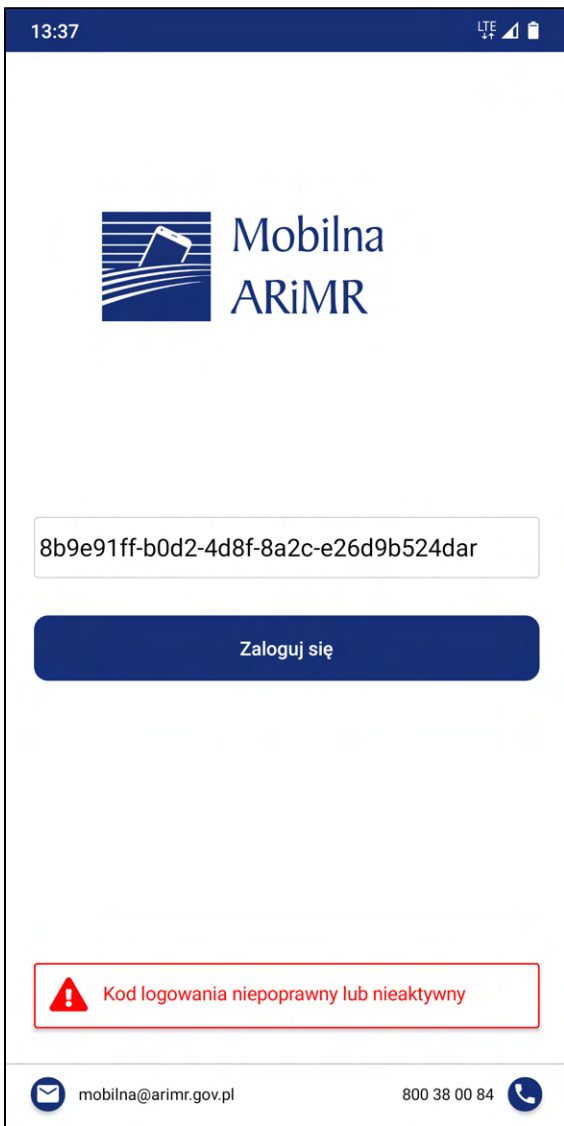 13:37 LTE
Mobilna
ARiMR
8b9e91ff-b0d2-4d8f-8a2c-e26d9b524dar
Zaloguj się
Kod logowania niepoprawny lub nieaktywny
mobilna@arimr.gov.pl 800 38 00 84